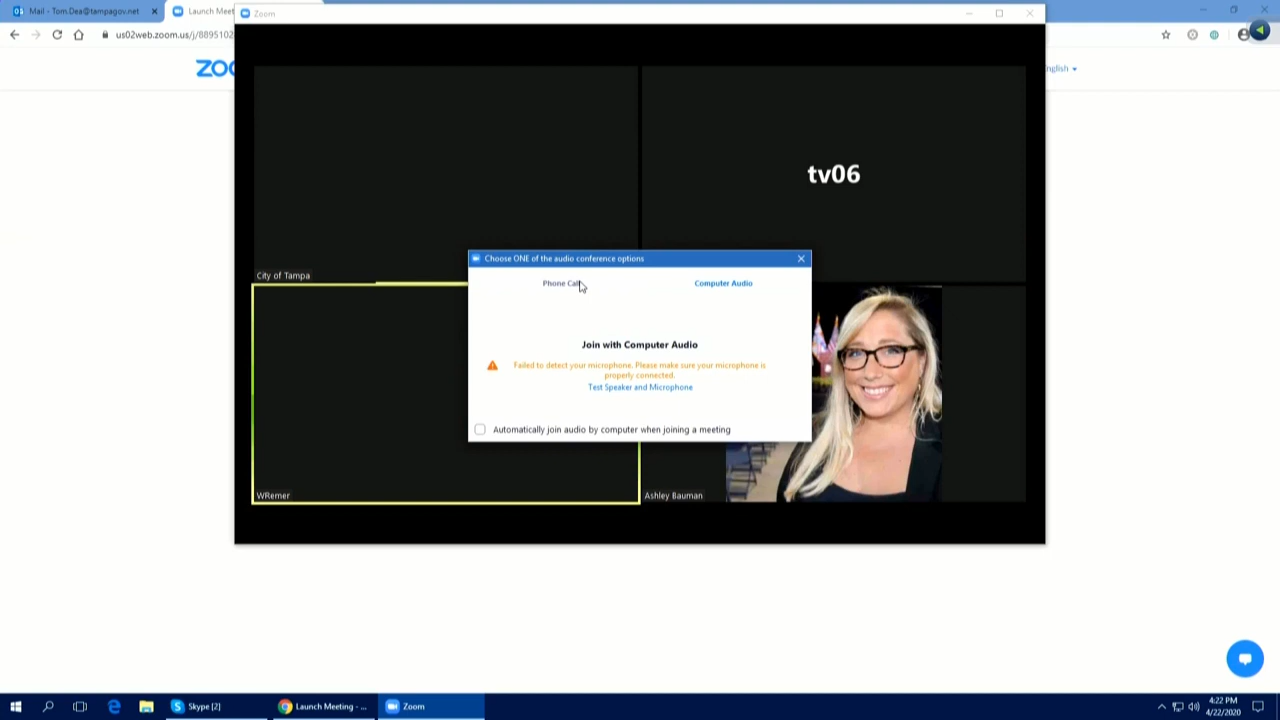 Mail - Tom.Dea@tampagov.net
Launch Meet
Zoom
us02web.zoom.us/j/8895102
ZOO
nglish
tv06
City of Tampa
Choose ONE of the audio conference options
Phone Call
Computer Audio
Join with Computer Audio
Failed to detect your microphone. Please make sure your microphone is
properly connected.
Test Speaker and Microphone
Automatically join audio by computer when joining a meeting
WRemer
Ashley Bauman
Skype [2]
Launch Meeting - ...
Zoom
4:22 PM
4/22/2020